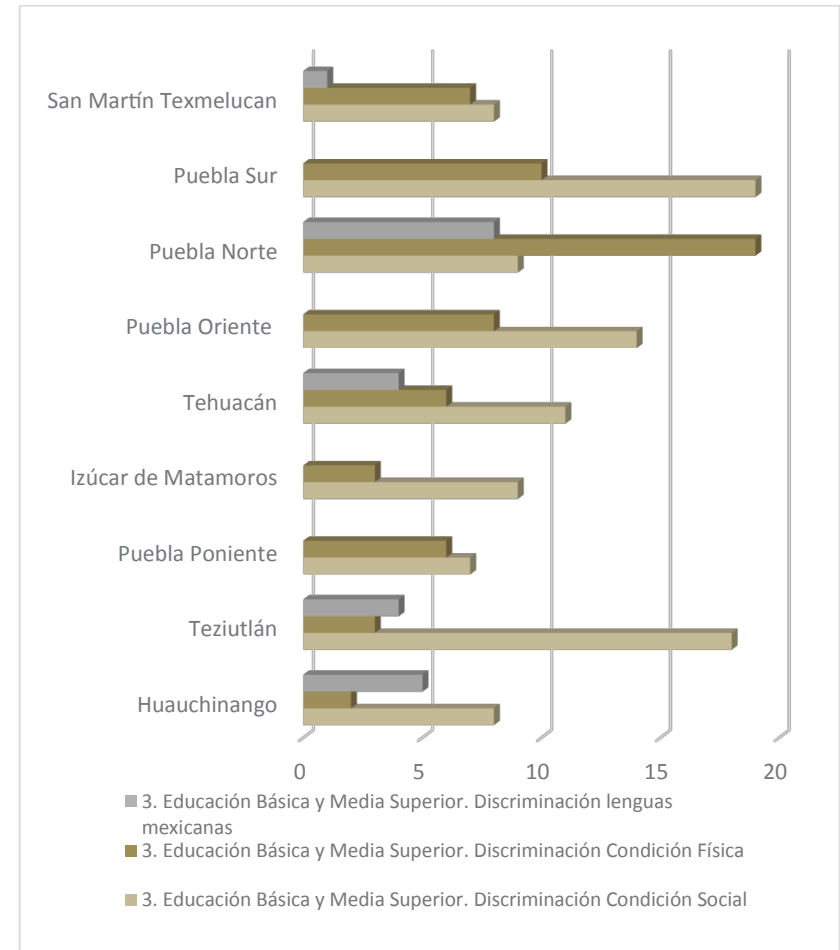 San Martín Texmelucan
Puebla Sur
Puebla Norte
Puebla Oriente
Tehuacán
Izúcar de Matamoros
Puebla Poniente
Teziutlán
Huauchinango
0 5 10 15 20
3. Educación Básica y Media Superior. Discriminación lenguas
mexicanas
3. Educación Básica y Media Superior. Discriminación Condición Física
3. Educación Básica y Media Superior. Discriminación Condición Social